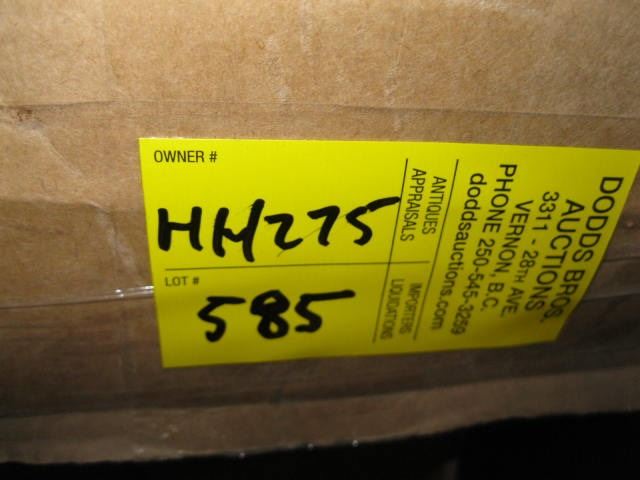 OWNER #
HH275
LOT #
585
ANTIQUES
APPRAISALS
IMPORTERS
LIQUIDATIONS
DODDS BROS.
AUCTIONS
3311 - 28TH AVE.
VERNON, B.C.
PHONE 250-545-3259
doddsauctions.com